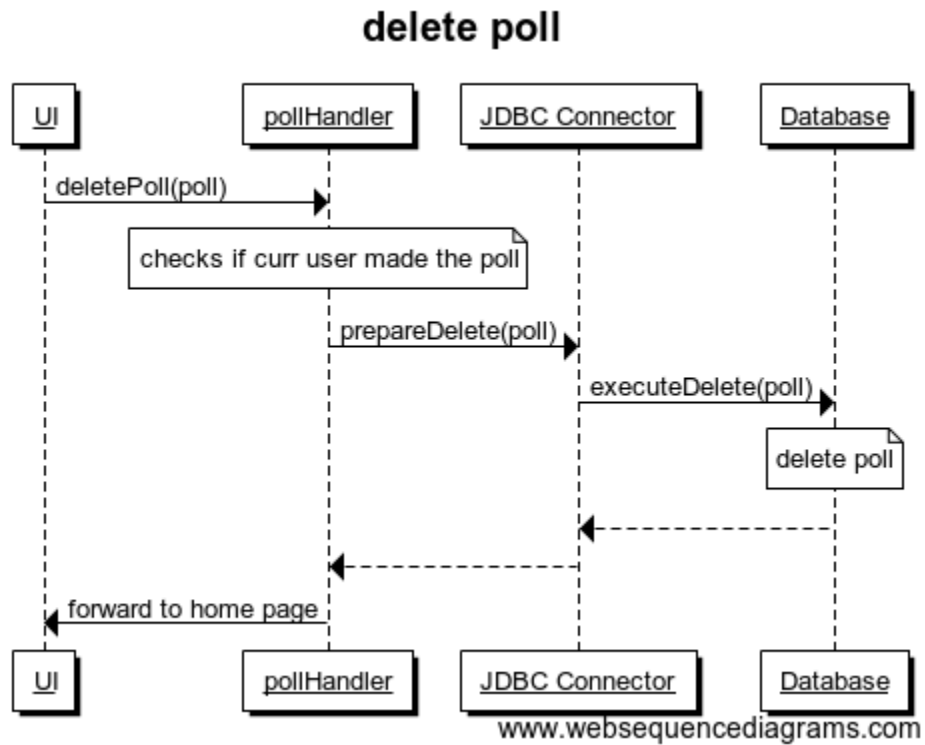 delete poll
UI
pollHandler
JDBC Connector
Database
deletePoll(poll)
checks if curr user made the poll
prepareDelete(poll)
executeDelete(poll)
delete poll
forward to home page
UI
pollHandler
JDBC Connector
Database
www.websequencediagrams.com